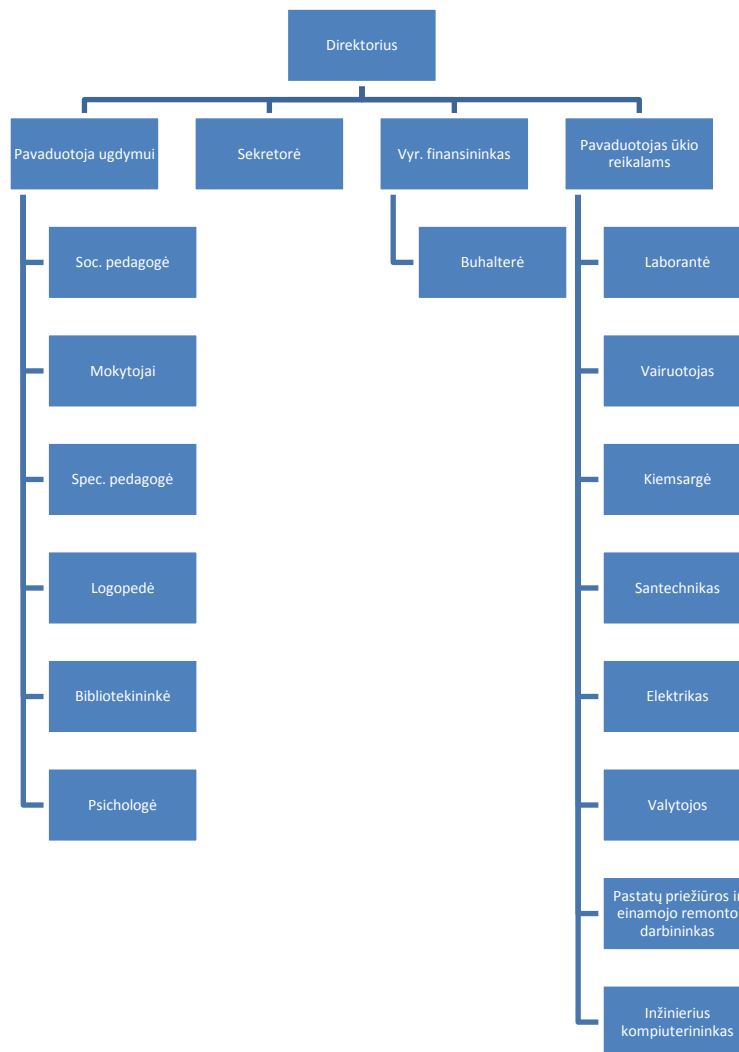 Direktorius
Pavaduotoja ugdymui
Sekretorė
Vyr. finansininkas
Pavaduotojas ūkio
reikalams
Soc. pedagogė
Mokytojai
Spec. pedagogė
Logopedė
Bibliotekininkė
Psichologė
Buhalterė
Laborantė
Vairuotojas
Kiemsargė
Santechnikas
Elektrikas
Valytojos
Pastatų priežiūros ir
einamojo remonto
darbininkas
Inžinierius
kompiuterininkas